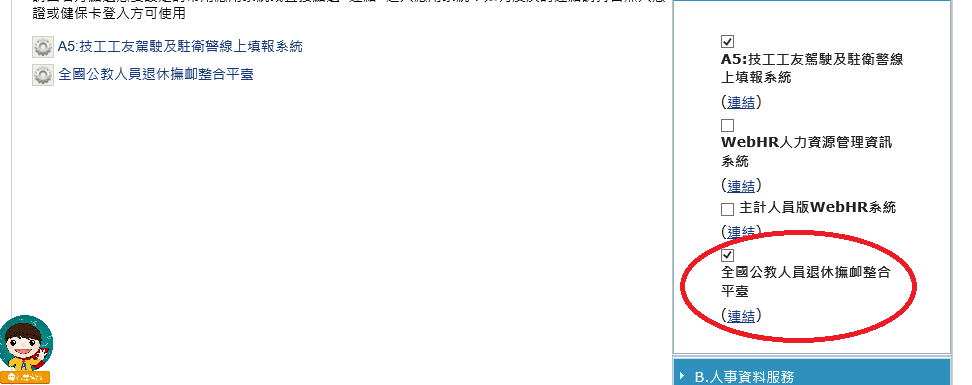 證或健保卡登入方可使用
A5:技工工友駕駛及駐衛警線上填報系統
全國公教人員退休撫卹整合平臺
A5:技工工友駕駛及駐衛警線
上填報系統
(連結)
WebHR人力資源管理資訊
系統
(連結)
主計人員版WebHR系統
(連結)
全國公教人員退休撫卹整合
平臺
(連結)
B.人事資料服務